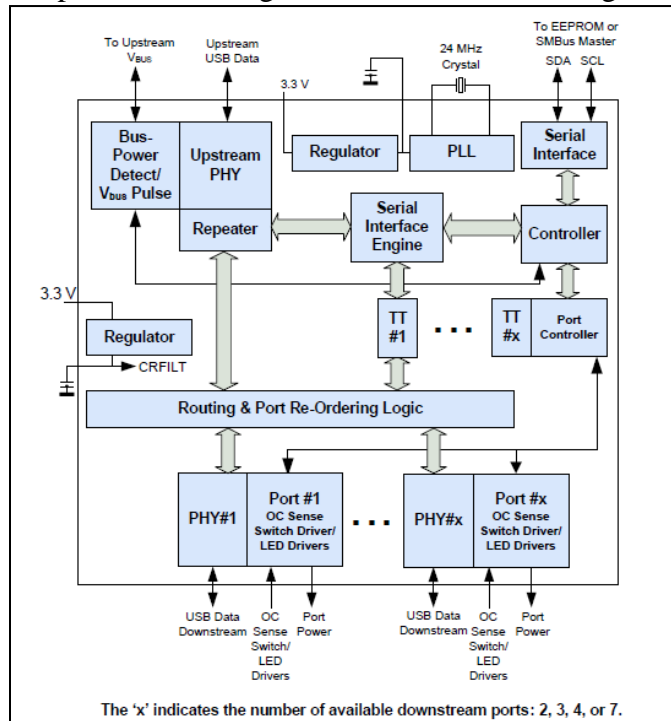 To Upstream
VBUS
Upstream
USB Data
24 MHz
Crystal
To EEPROM or
SMBus Master
SDA SCL
3.3 V
Bus-
Power
Detect/
Vbus Pulse
Upstream
PHY
Regulator
PLL
Serial
Interface
Repeater
Serial
Interface
Engine
Controller
3.3 V
Regulator
CRFILT
TT
#1
...
TT
#x
Port
Controller
Routing & Port Re-Ordering Logic
PHY#1
Port #1
OC Sense
Switch Driver/
LED Drivers
...
PHY#x
Port #x
OC Sense
Switch Driver/
LED Drivers
USB Data
Downstream
OC
Sense
Switch/
LED
Drivers
Port
Power
USB Data
Downstream
OC
Sense
Switch/
LED
Drivers
Port
Power
The ‘x’ indicates the number of available downstream ports: 2, 3, 4, or 7.